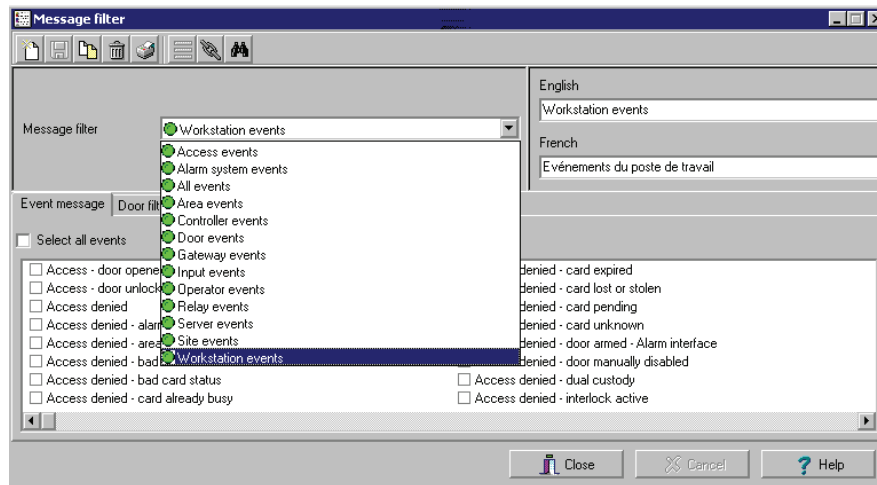 Message filter
English
Workstation events
Message filter
Workstation events
French
Evénements du poste de travail
Access events
Alarm system events
All events
Area events
Controller events
Door events
Gateway events
Input events
Operator events
Relay events
Server events
Site events
Workstation events
Event message
Door filt
Select all events
Access - door opene
Access - door unlock
Access denied
Access denied - alarm
Access denied - area
Access denied - bad
Access denied - bad card status
Access denied - card already busy
denied - card expired
denied - card lost or stolen
denied - card pending
denied - card unknown
denied - door armed - Alarm interface
denied - door manually disabled
Access denied - dual custody
Access denied - interlock active
Close
Cancel
Help